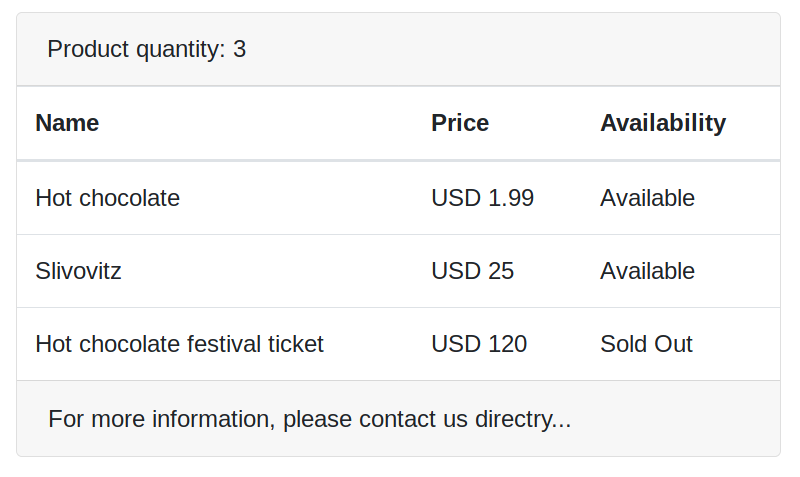 Product quantity: 3
Name Price Availability
Hot chocolate USD 1.99 Available
Slivovitz USD 25 Available
Hot chocolate festival ticket USD 120 Sold Out
For more information, please contact us directry...